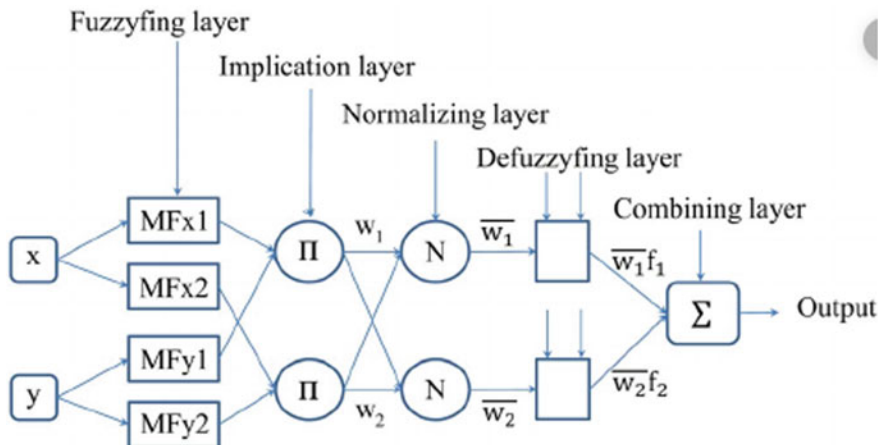 Fuzzyfing layer
Implication layer
Normalizing layer
Defuzzyfing layer
Combining layer
x
MFx1
MFx2
y
MFy1
MFy2
Π
w₁
Π
w₂
N
w̅₁
N
w̅₂
w̅₁f₁
w̅₂f₂
Σ
Output